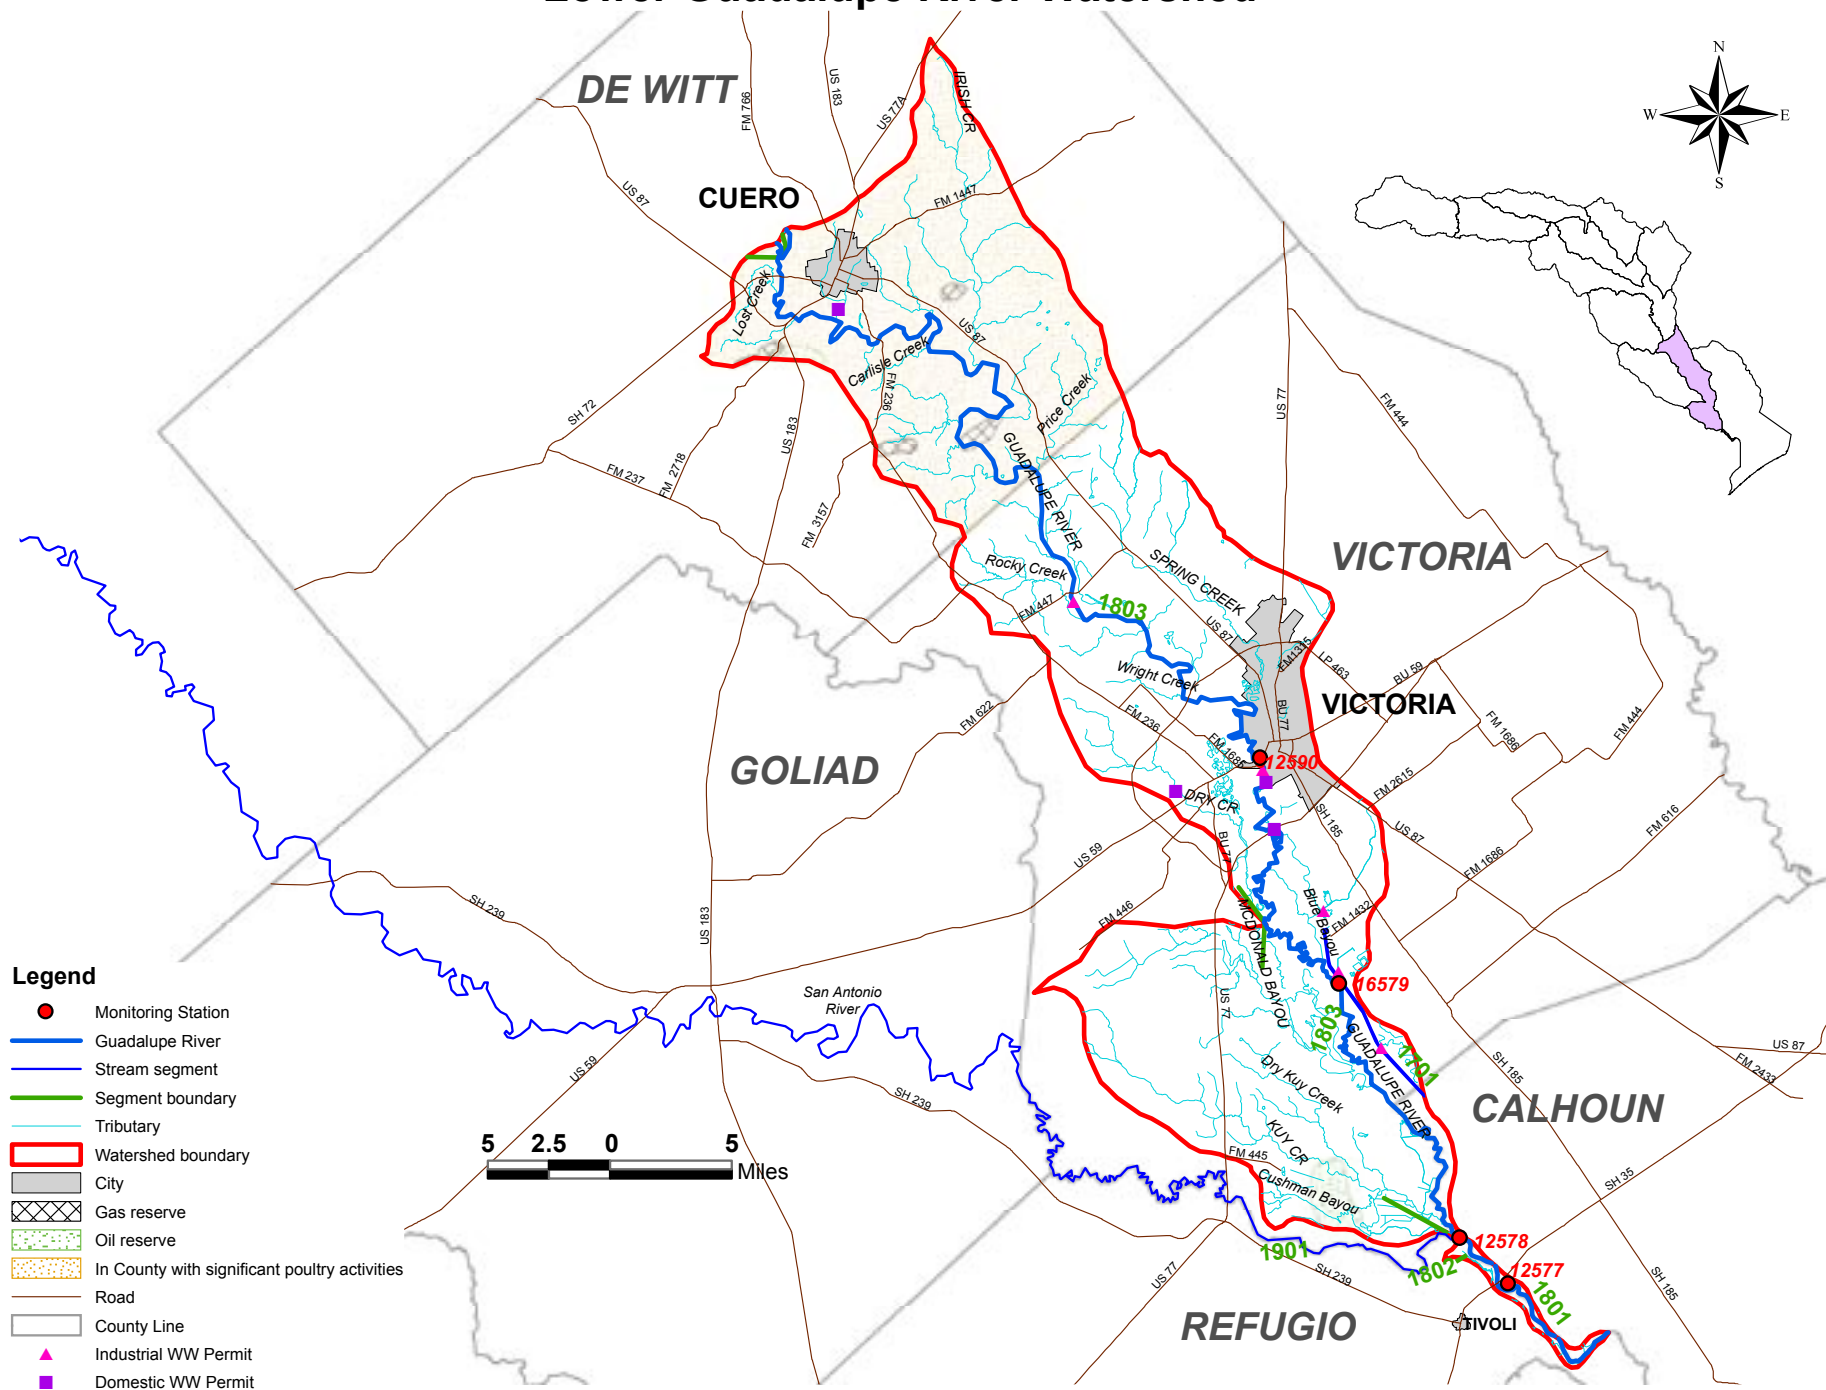 DE WITT
FM 766
US 183
US 77A
IRISH CR
N
W
E
S
US 87
CUERO
FM 1447
Lost Creek
US 87
Carlisle Creek
FM 236
Price Creek
SH 72
US 183
FM 2718
FM 237
FM 3157
GUADALUPE RIVER
US 77
FM 444
VICTORIA
Rocky Creek
SPRING CREEK
FM 447
1803
US 87
FM1315
LP 463
BU 59
Wright Creek
VICTORIA
BU 77
FM 236
FM 622
FM 1686
FM 444
GOLIAD
FM 1685
12590
DRY CR
FM 2615
SH 185
US 87
FM 616
BU 77
US 59
FM 1686
SH 239
US 183
FM 446
MCDONALD BAYOU
Blue Bayou
FM 1432
16579
San Antonio
River
US 77
1803
GUADALUPE RIVER
1701
SH 185
US 87
FM 2433
US 59
SH 239
Dry Kuy Creek
CALHOUN
KUY CR
FM 445
Cushman Bayou
SH 35
5 2.5 0 5
Miles
1901
12578
1802
12577
1801
US 77
SH 239
SH 185
REFUGIO
TIVOLI
Legend
Monitoring Station
Guadalupe River
Stream segment
Segment boundary
Tributary
Watershed boundary
City
Gas reserve
Oil reserve
In County with significant poultry activities
Road
County Line
Industrial WW Permit
Domestic WW Permit